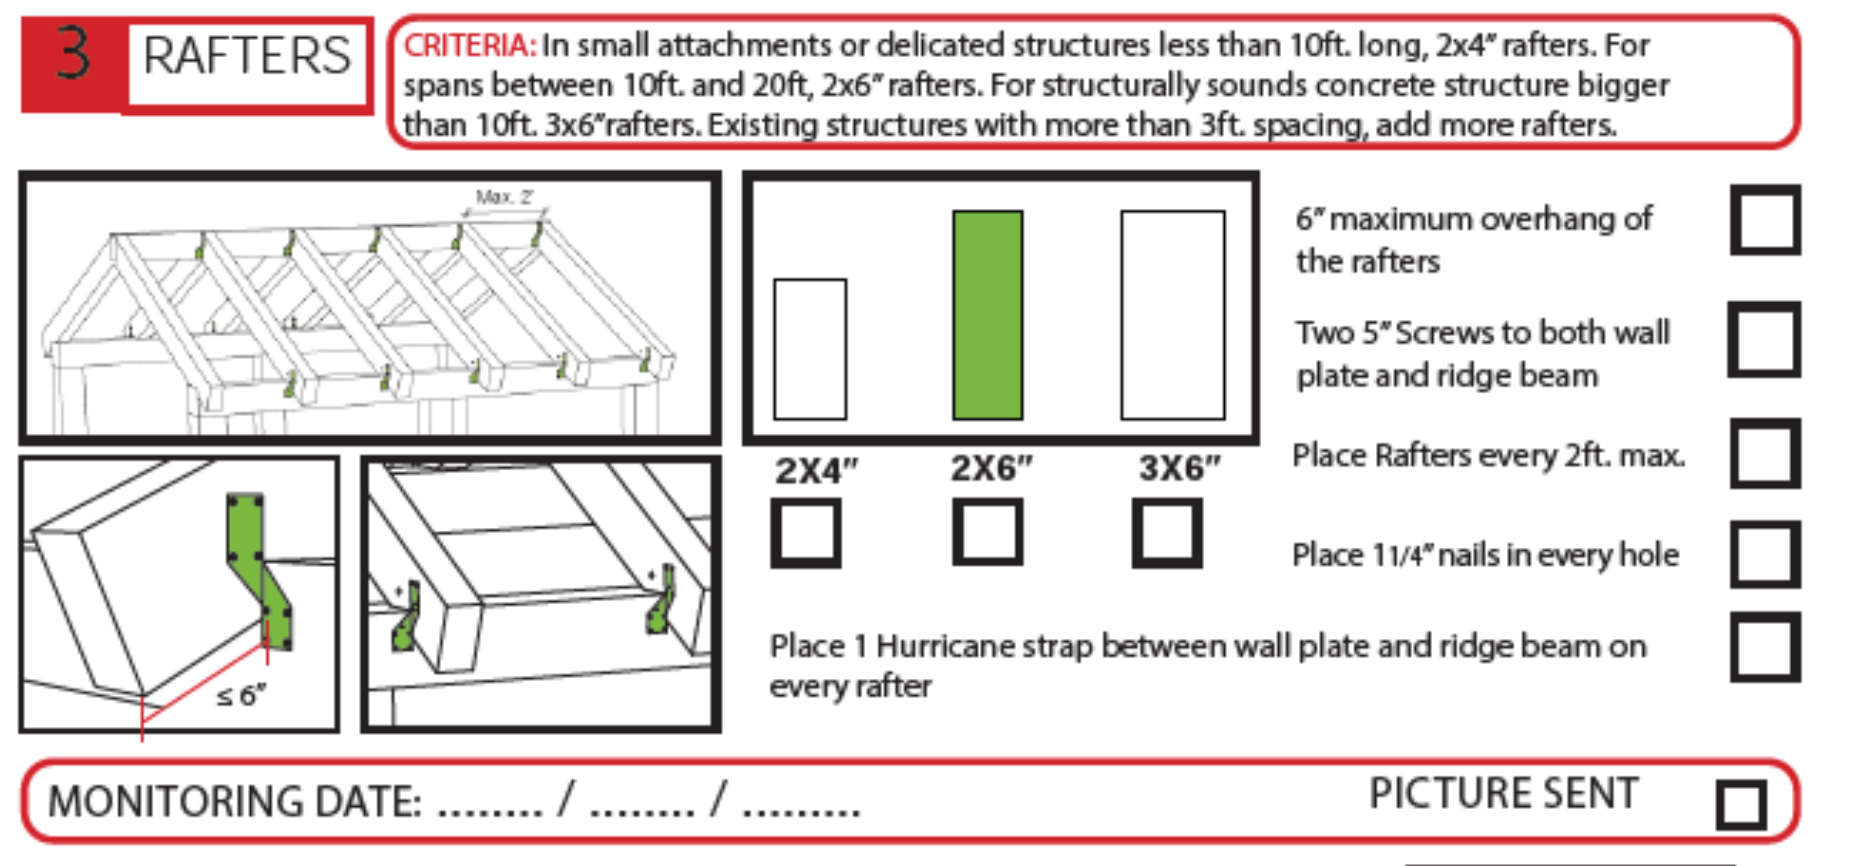 3
RAFTERS
CRITERIA: In small attachments or delicated structures less than 10ft. long, 2x4” rafters. For
spans between 10ft. and 20ft, 2x6” rafters. For structurally sounds concrete structure bigger
than 10ft. 3x6”rafters. Existing structures with more than 3ft. spacing, add more rafters.
Max. 2'
2X4”
2X6”
3X6”
6” maximum overhang of
the rafters
Two 5” Screws to both wall
plate and ridge beam
Place Rafters every 2ft. max.
Place 11/4” nails in every hole
Place 1 Hurricane strap between wall plate and ridge beam on
every rafter
≤ 6”
MONITORING DATE: ........ / ........ / .........
PICTURE SENT